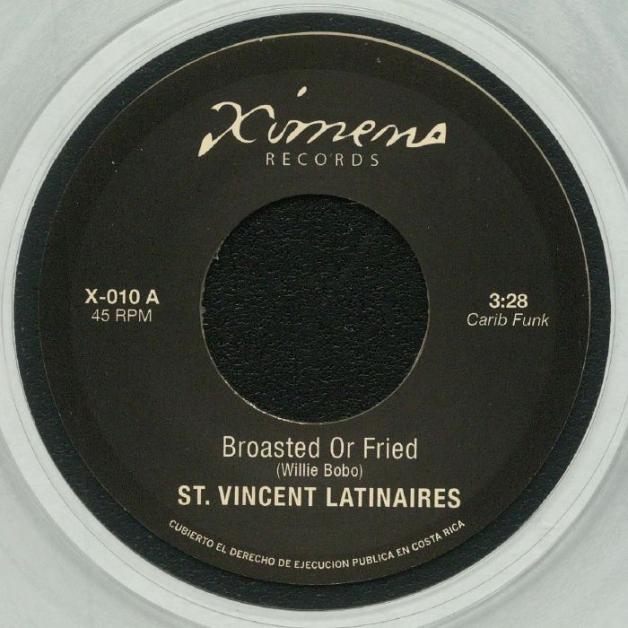 Ximena
RECORDS
X-010 A
45 RPM
3:28
Carib Funk
Broasted Or Fried
(Willie Bobo)
ST. VINCENT LATINAIRES
CUBIERTO EL DERECHO DE EJECUCION PUBLICA EN COSTA RICA